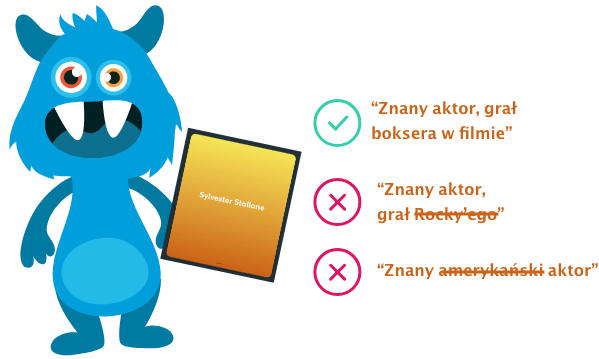 Sylvester Stallone
“Znany aktor, grał
boksera w filmie”
“Znany aktor,
grał Rocky’ego”
“Znany amerykański aktor”